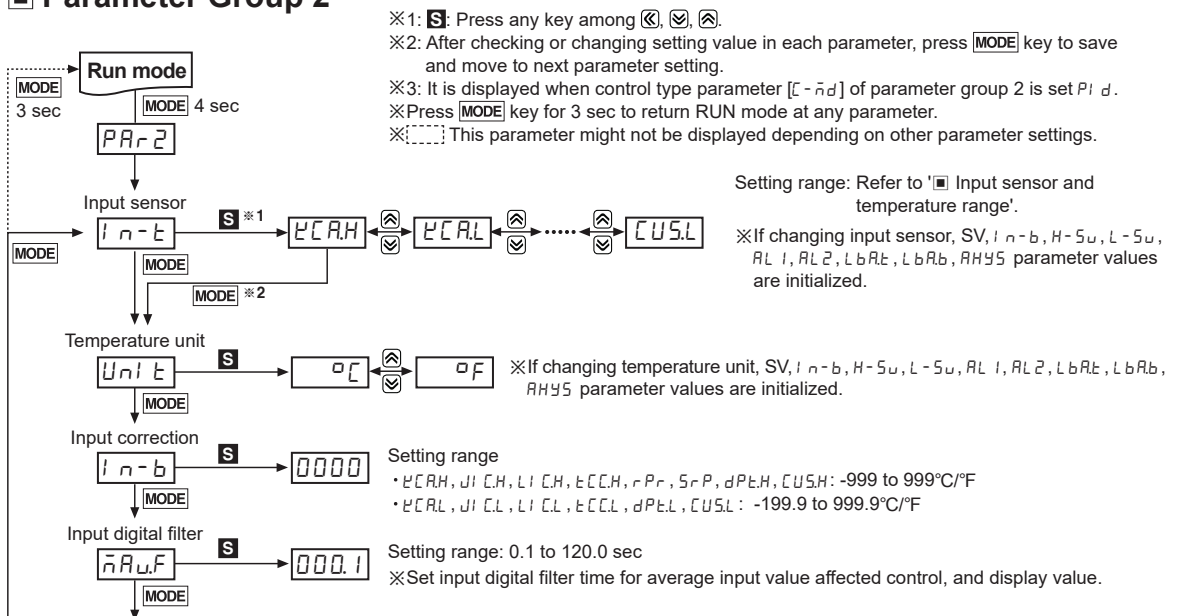 ▣ Parameter Group 2
※1: S: Press any key among «, ︾, ︽.
※2: After checking or changing setting value in each parameter, press MODE key to save
and move to next parameter setting.
※3: It is displayed when control type parameter [C-md] of parameter group 2 is set PId.
※Press MODE key for 3 sec to return RUN mode at any parameter.
※[ ] This parameter might not be displayed depending on other parameter settings.
Run mode
MODE
3 sec
MODE 4 sec
PAr2
Input sensor
In-t
S ※1
KCA.H
KCA.L
•••••
CUS.L
MODE
MODE
MODE ※2
Setting range: Refer to '▣ Input sensor and
temperature range'.
※If changing input sensor, SV, In-b, H-Su, L-Su,
AL1, AL2, LbA.t, LbA.b, AHYS parameter values
are initialized.
Temperature unit
UnIt
S
°C
°F
MODE
※If changing temperature unit, SV, In-b, H-Su, L-Su, AL1, AL2, LbA.t, LbA.b,
AHYS parameter values are initialized.
Input correction
In-b
S
0000
MODE
Setting range
•KCA.H, JIC.H, LIC.H, tCC.H, rPr, SrP, dPt.H, CUS.H: -999 to 999°C/°F
•KCA.L, JIC.L, LIC.L, tCC.L, dPt.L, CUS.L: -199.9 to 999.9°C/°F
Input digital filter
mAu.F
S
000.1
MODE
Setting range: 0.1 to 120.0 sec
※Set input digital filter time for average input value affected control, and display value.